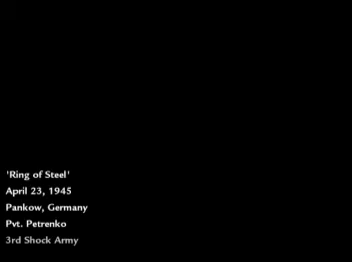 'Ring of Steel'
April 23, 1945
Pankow, Germany
Pvt. Petrenko
3rd Shock Army